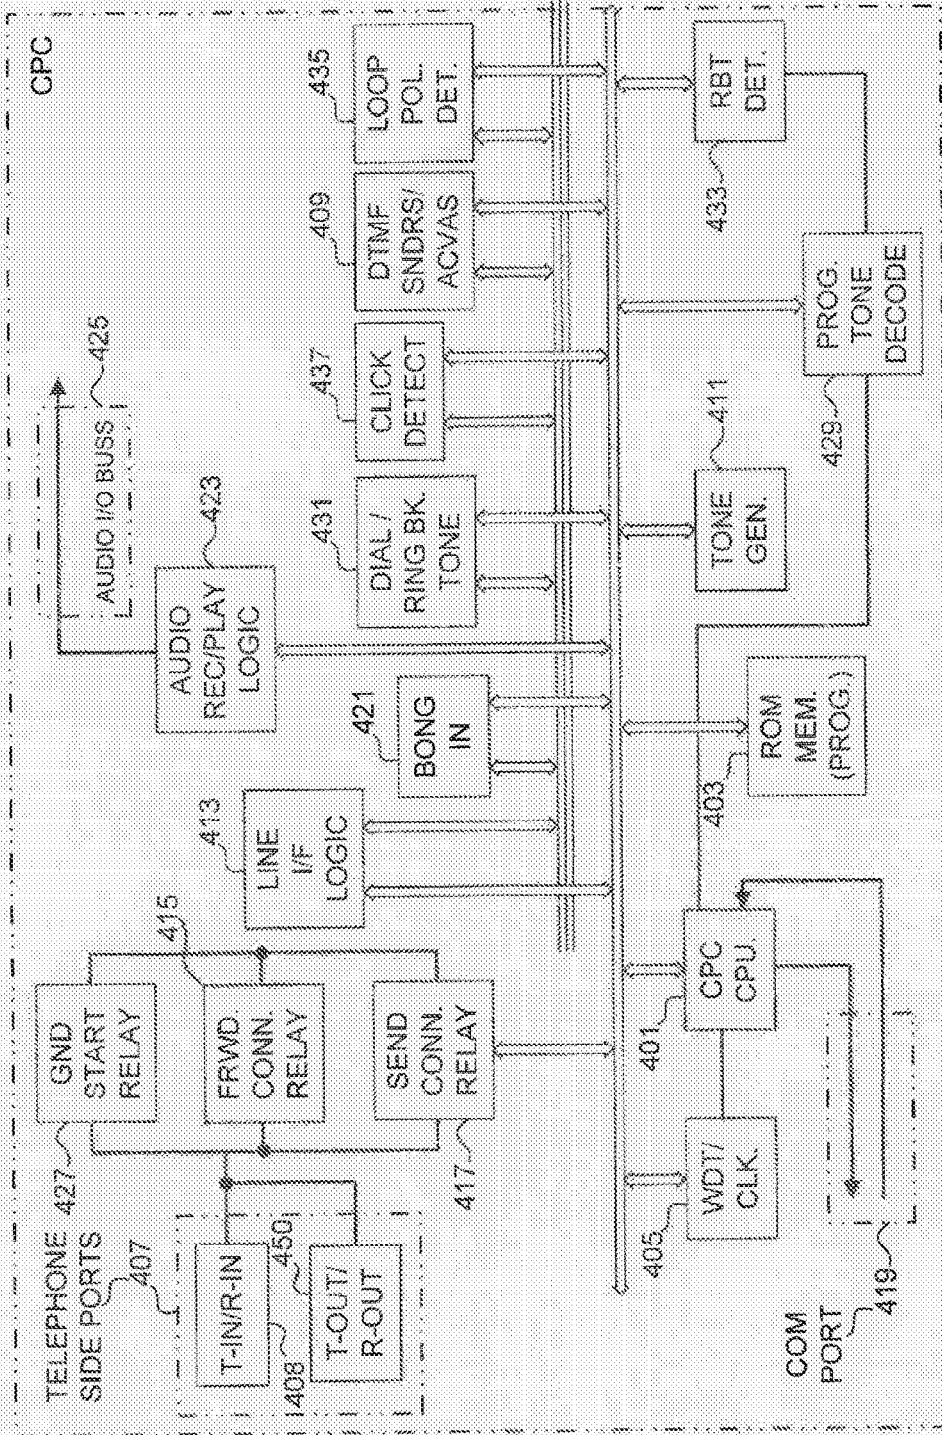 CPC
TELEPHONE
SIDE PORTS
407
T-IN/R-IN
408
450
T-OUT/
R-OUT
427
GND
START
RELAY
415
FRWD
CONN.
RELAY
SEND
CONN.
RELAY
417
413
LINE
I/F
LOGIC
AUDIO I/O BUSS
425
AUDIO
REC/PLAY
LOGIC
423
421
BONG
IN
431
DIAL /
RING BK.
TONE
437
CLICK
DETECT
409
DTMF
SNDRS/
ACVAS
435
LOOP
POL.
DET.
405
WDT/
CLK.
401
CPC
CPU.
403
ROM
MEM.
(PROG.)
TONE
GEN.
411
433
RBT
DET.
429
PROG.
TONE
DECODE
COM
PORT
419